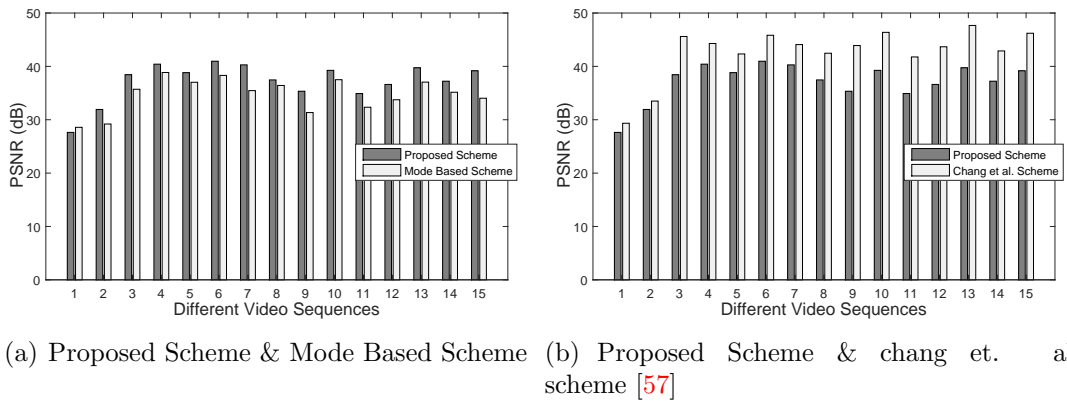 50
40
30
20
10
0
PSNR (dB)
Proposed Scheme
Mode Based Scheme
1 2 3 4 5 6 7 8 9 10 11 12 13 14 15
Different Video Sequences
(a) Proposed Scheme & Mode Based Scheme
50
40
30
20
10
0
PSNR (dB)
Proposed Scheme
Chang et al. Scheme
1 2 3 4 5 6 7 8 9 10 11 12 13 14 15
Different Video Sequences
(b) Proposed Scheme & chang et. a
scheme [57]